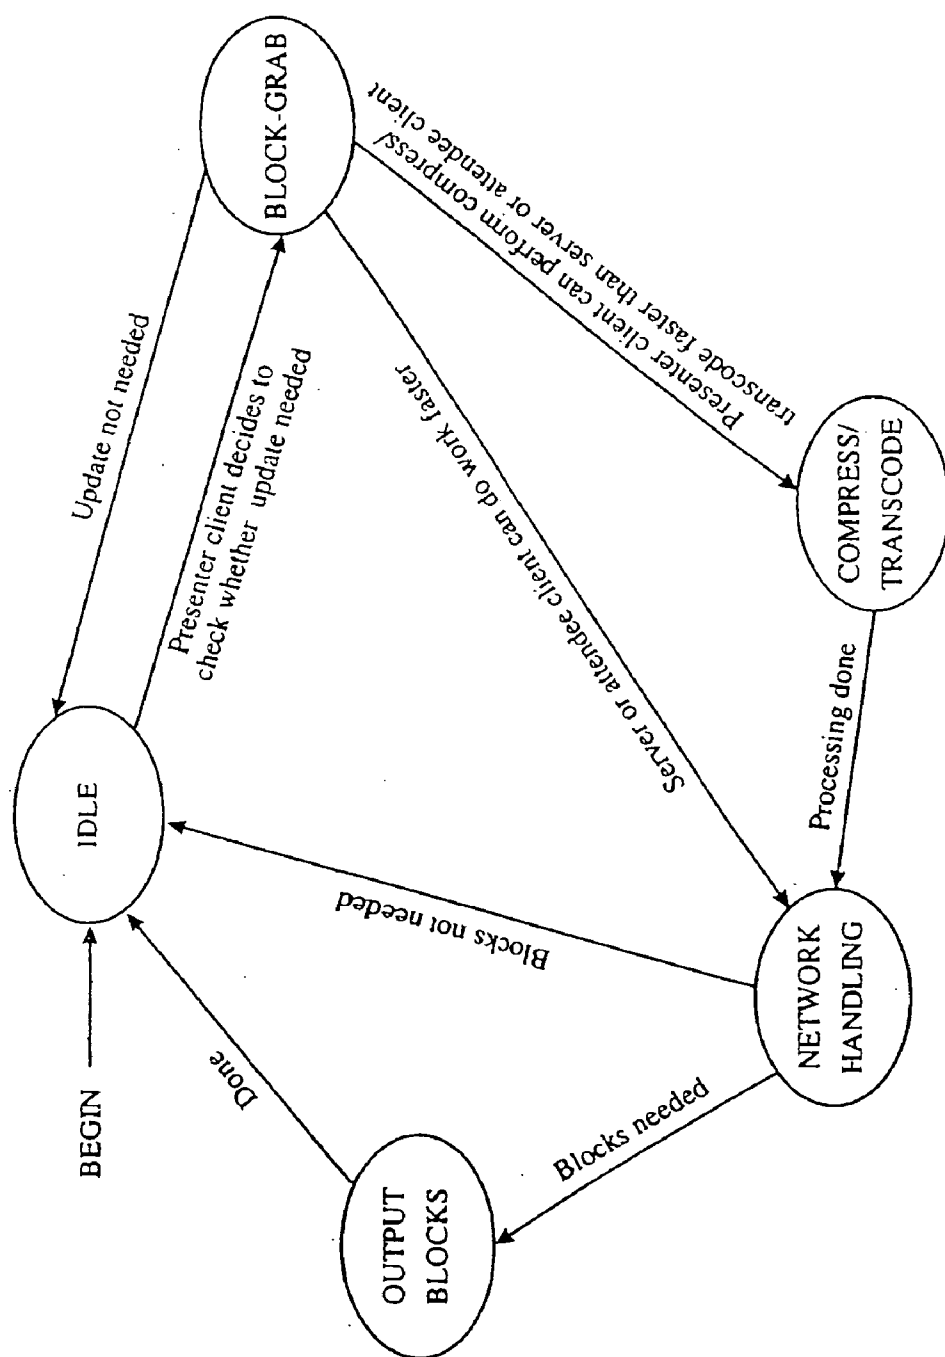 BEGIN
IDLE
Update not needed
Presenter client decides to
check whether update needed
BLOCK-GRAB
Done
Blocks not needed
Server or attendee client can do work faster
Presenter client can perform compress/
transcode faster than server or attendee client
OUTPUT
BLOCKS
Blocks needed
NETWORK
HANDLING
Processing done
COMPRESS/
TRANSCODE